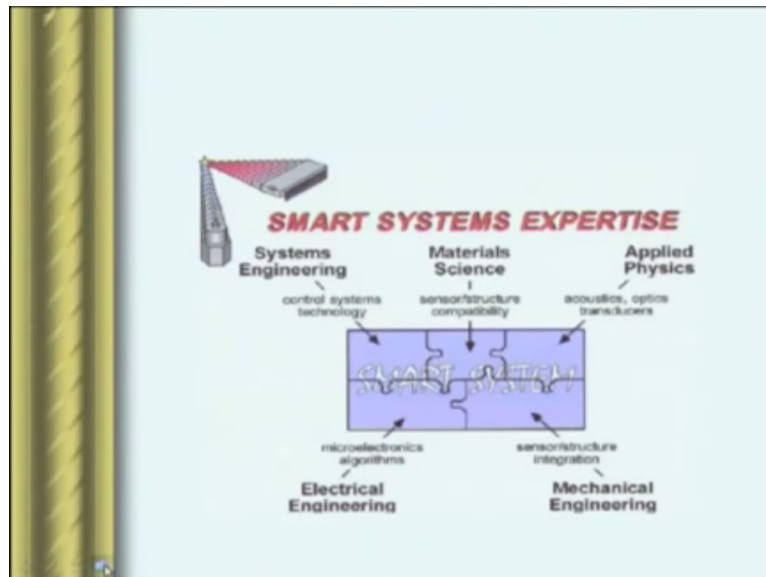 SMART SYSTEMS EXPERTISE
Systems
Engineering
control systems
technology
Materials
Science
sensor/structure
compatibility
Applied
Physics
acoustics, optics
transducers
SMART SYSTEM
microelectronics
algorithms
Electrical
Engineering
sensor/structure
integration
Mechanical
Engineering